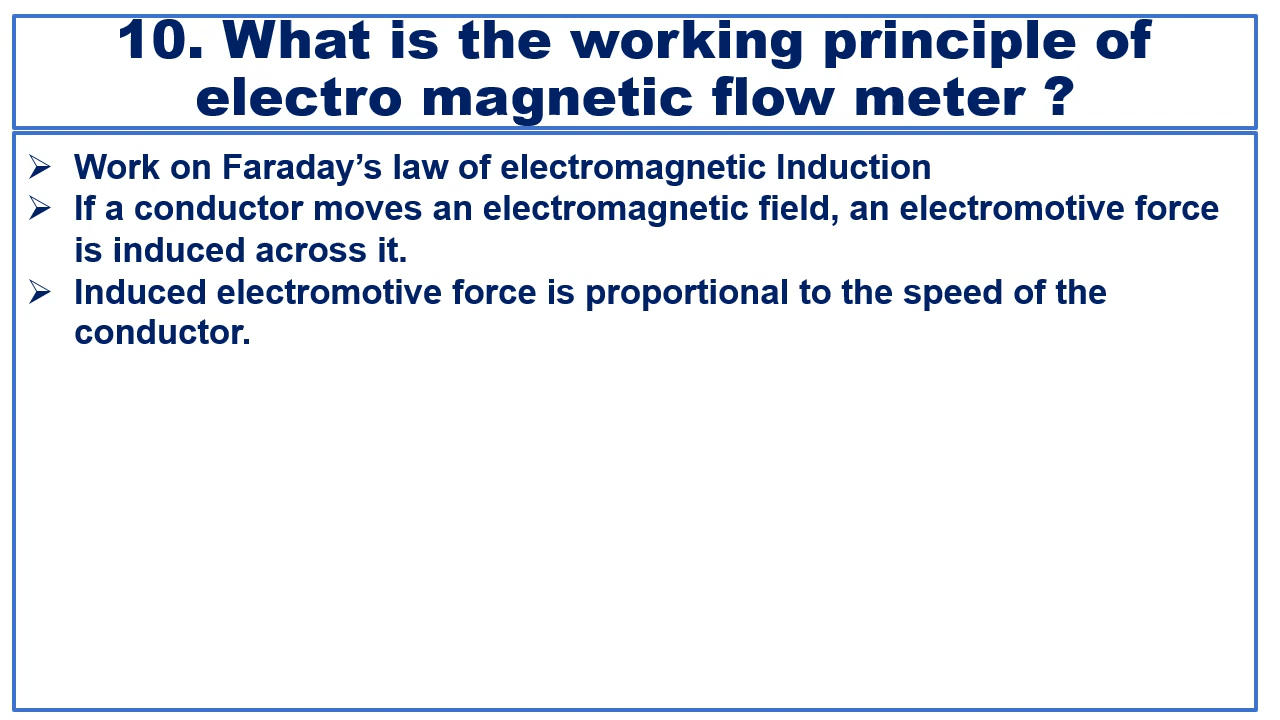 10. What is the working principle of
electro magnetic flow meter ?
➢ Work on Faraday’s law of electromagnetic Induction
➢ If a conductor moves an electromagnetic field, an electromotive force
is induced across it.
➢ Induced electromotive force is proportional to the speed of the
conductor.